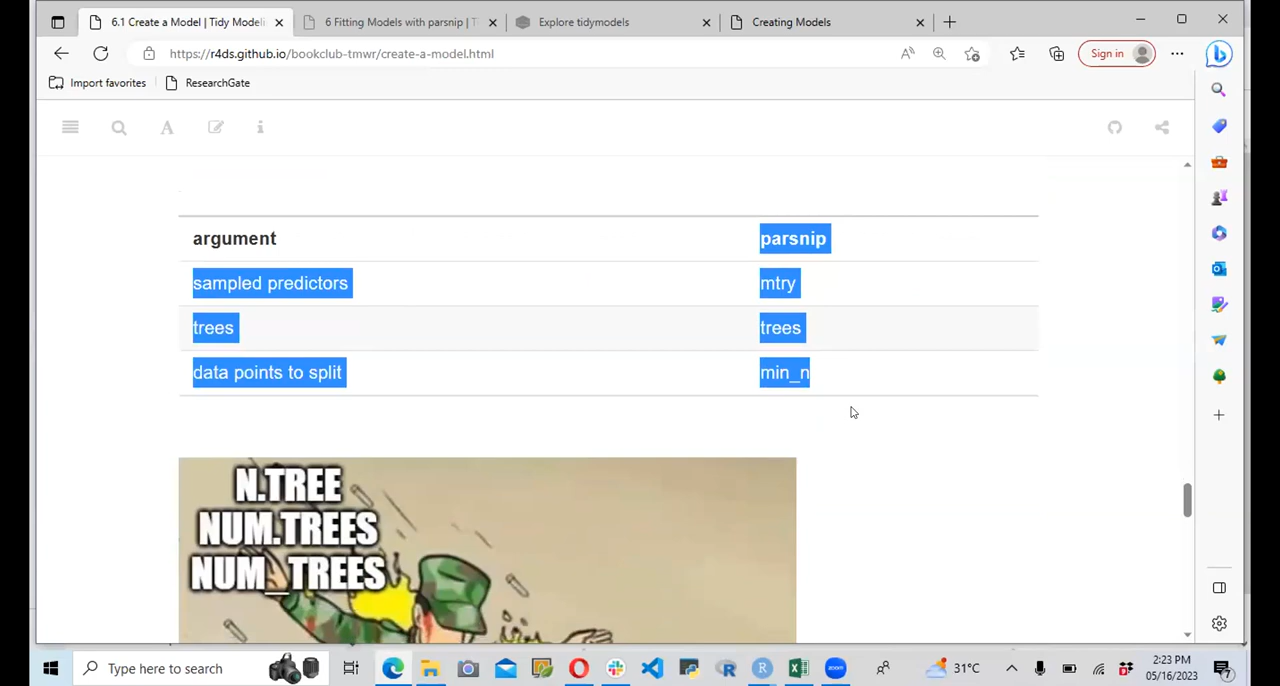 6.1 Create a Model | Tidy Modeli
6 Fitting Models with parsnip | T
Explore tidymodels
Creating Models
https://r4ds.github.io/bookclub-tmwr/create-a-model.html
Sign in
Import favorites
ResearchGate
argument parsnip
sampled predictors mtry
trees trees
data points to split min_n
N.TREE
NUM.TREES
NUM_TREES
Type here to search
zoom
31°C
2:23 PM
05/16/2023
7